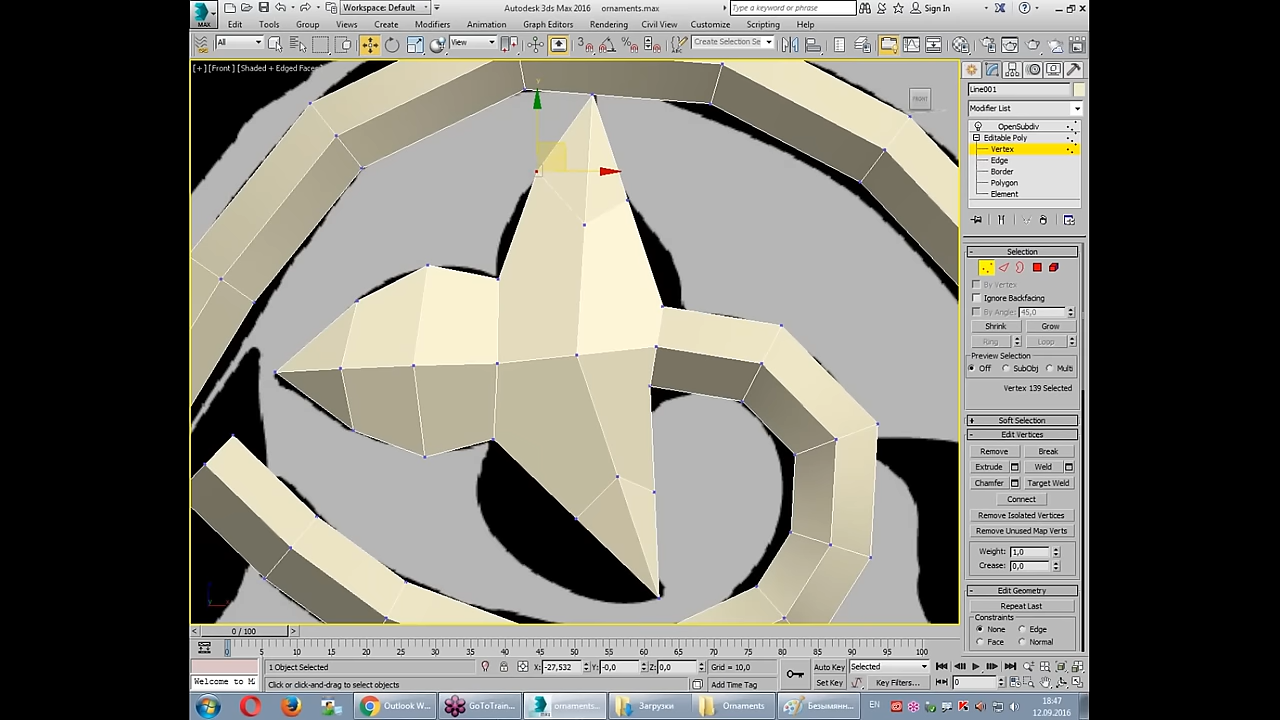 Workspace: Default
Autodesk 3ds Max 2016
ornaments.max
Type a keyword or phrase
Sign In
MAX
Edit
Tools
Group
Views
Create
Modifiers
Animation
Graph Editors
Rendering
Civil View
Customize
Scripting
Help
All
View
Create Selection Se
[+] [Front] [Shaded + Edged Faces]
FRONT
Line001
Modifier List
OpenSubdiv
Editable Poly
Vertex
Edge
Border
Polygon
Element
Selection
By Vertex
Ignore Backfacing
By Angle: 45,0
Shrink Grow
Ring Loop
Preview Selection
Off SubObj Multi
Vertex 139 Selected
Soft Selection
Edit Vertices
Remove Break
Extrude Weld
Chamfer Target Weld
Connect
Remove Isolated Vertices
Remove Unused Map Verts
Weight: 1,0
Crease: 0,0
Edit Geometry
Repeat Last
Constraints
None Edge
Face Normal
0 / 100
0 5 10 15 20 25 30 35 40 45 50 55 60 65 70 75 80 85 90 95 100
1 Object Selected
X: -27,532 Y: -0,0 Z: 0,0
Grid = 10,0
Auto Key
Selected
Welcome to M
Click or click-and-drag to select objects
Add Time Tag
Set Key
Key Filters...
0
Outlook W...
GoToTrain...
ornaments...
Загрузки
Ornaments
Безымянн...
EN
18:47
12.09.2016